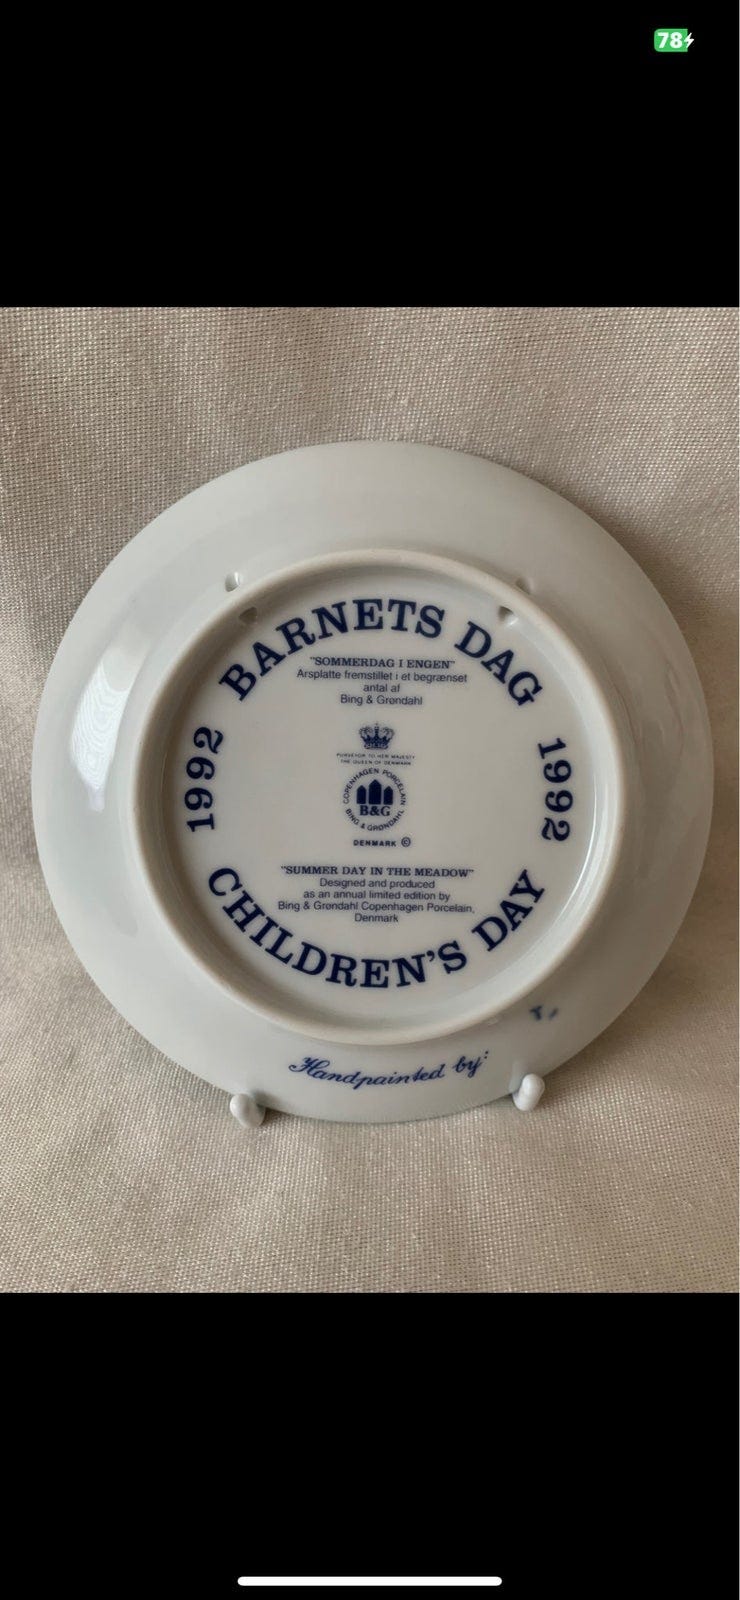 78
BARNETS DAG
"SOMMERDAG I ENGEN"
Arsplatte fremstillet i et begrænset
antal af
Bing & Grøndahl
1992
1992
PURVEYOR TO HER MAJESTY
THE QUEEN OF DENMARK
COPENHAGEN PORCELAIN
B&G
BING & GRØNDAHL
DENMARK ©
"SUMMER DAY IN THE MEADOW"
Designed and produced
as an annual limited edition by
Bing & Grøndahl Copenhagen Porcelain,
Denmark
CHILDREN'S DAY
Handpainted by: